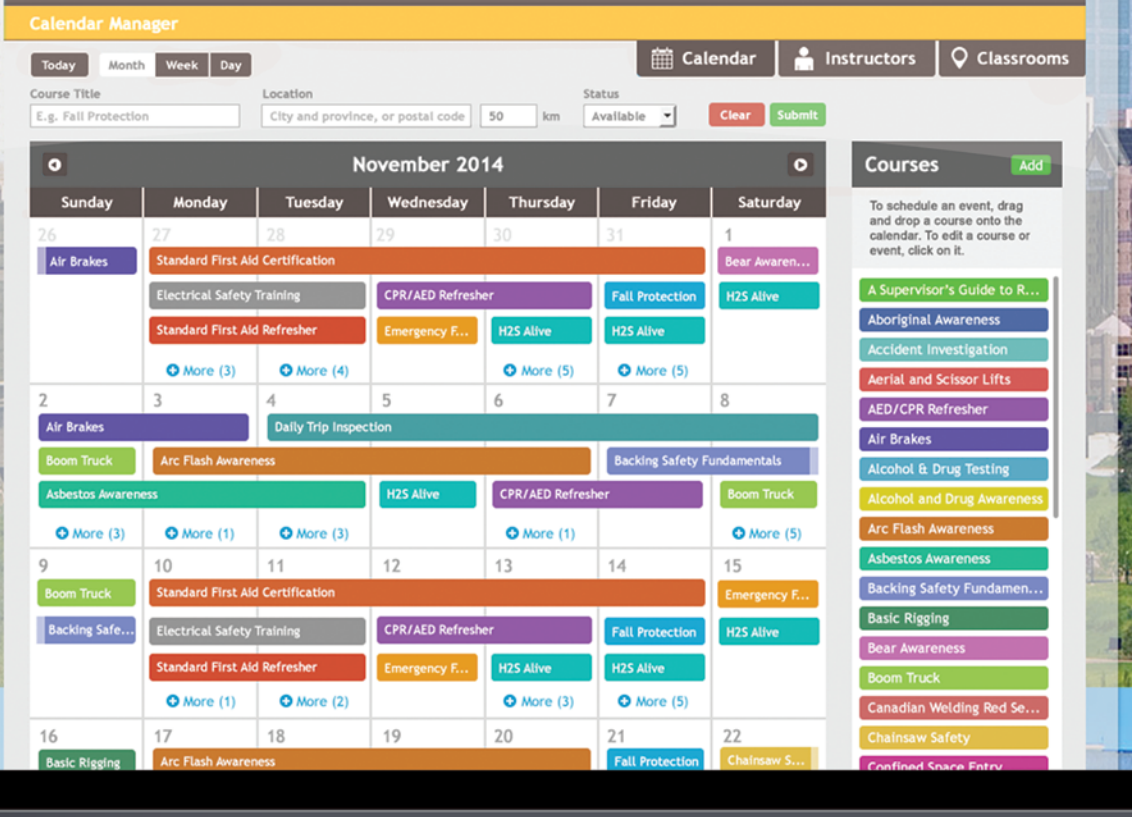 Calendar Manager
Today Month Week Day
Calendar Instructors Classrooms
Course Title Location Status
E.g. Fall Protection City and province, or postal code 50 km Available Clear Submit
November 2014
Sunday Monday Tuesday Wednesday Thursday Friday Saturday
26 27 28 29 30 31 1
Air Brakes Standard First Aid Certification Bear Awaren...
Electrical Safety Training CPR/AED Refresher Fall Protection H2S Alive
Standard First Aid Refresher Emergency F... H2S Alive H2S Alive
More (3) More (4) More (5) More (5)
2 3 4 5 6 7 8
Air Brakes Daily Trip Inspection
Boom Truck Arc Flash Awareness Backing Safety Fundamentals
Asbestos Awareness H2S Alive CPR/AED Refresher Boom Truck
More (3) More (1) More (3) More (1) More (5)
9 10 11 12 13 14 15
Boom Truck Standard First Aid Certification Emergency F...
Backing Safe... Electrical Safety Training CPR/AED Refresher Fall Protection H2S Alive
Standard First Aid Refresher Emergency F... H2S Alive H2S Alive
More (1) More (2) More (3) More (5)
16 17 18 19 20 21 22
Basic Rigging Arc Flash Awareness Fall Protection Chainsaw S...
Courses Add
To schedule an event, drag
and drop a course onto the
calendar. To edit a course or
event, click on it.
A Supervisor's Guide to R...
Aboriginal Awareness
Accident Investigation
Aerial and Scissor Lifts
AED/CPR Refresher
Air Brakes
Alcohol & Drug Testing
Alcohol and Drug Awareness
Arc Flash Awareness
Asbestos Awareness
Backing Safety Fundamen...
Basic Rigging
Bear Awareness
Boom Truck
Canadian Welding Red Se...
Chainsaw Safety
Confined Space Entry